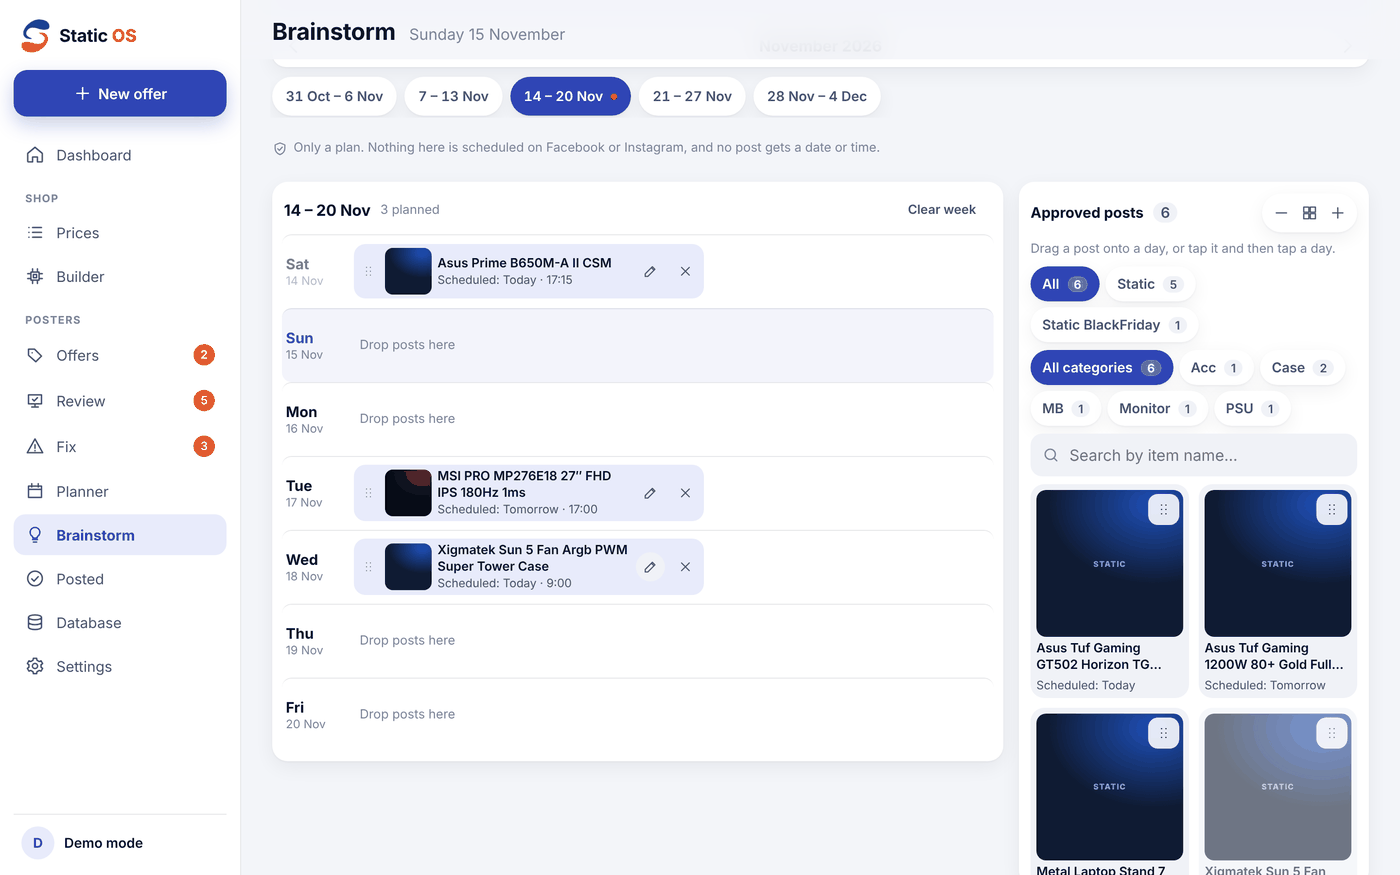 Static OS
New offer
Dashboard
SHOP
Prices
Builder
POSTERS
Offers 2
Review 5
Fix 3
Planner
Brainstorm
Posted
Database
Settings
D Demo mode
Brainstorm Sunday 15 November
November 2026
31 Oct – 6 Nov
7 – 13 Nov
14 – 20 Nov
21 – 27 Nov
28 Nov – 4 Dec
Only a plan. Nothing here is scheduled on Facebook or Instagram, and no post gets a date or time.
14 – 20 Nov 3 planned Clear week
Sat
14 Nov
Asus Prime B650M-A II CSM
Scheduled: Today · 17:15
Sun
15 Nov
Drop posts here
Mon
16 Nov
Drop posts here
Tue
17 Nov
MSI PRO MP276E18 27″ FHD
IPS 180Hz 1ms
Scheduled: Tomorrow · 17:00
Wed
18 Nov
Xigmatek Sun 5 Fan Argb PWM
Super Tower Case
Scheduled: Today · 9:00
Thu
19 Nov
Drop posts here
Fri
20 Nov
Drop posts here
Approved posts 6
Drag a post onto a day, or tap it and then tap a day.
All 6 Static 5
Static BlackFriday 1
All categories 6 Acc 1 Case 2
MB 1 Monitor 1 PSU 1
Search by item name...
STATIC
Asus Tuf Gaming
GT502 Horizon TG...
Scheduled: Today
STATIC
Asus Tuf Gaming
1200W 80+ Gold Full...
Scheduled: Tomorrow
STATIC
Metal Laptop Stand 7
STATIC
Xigmatek Sun 5 Fan